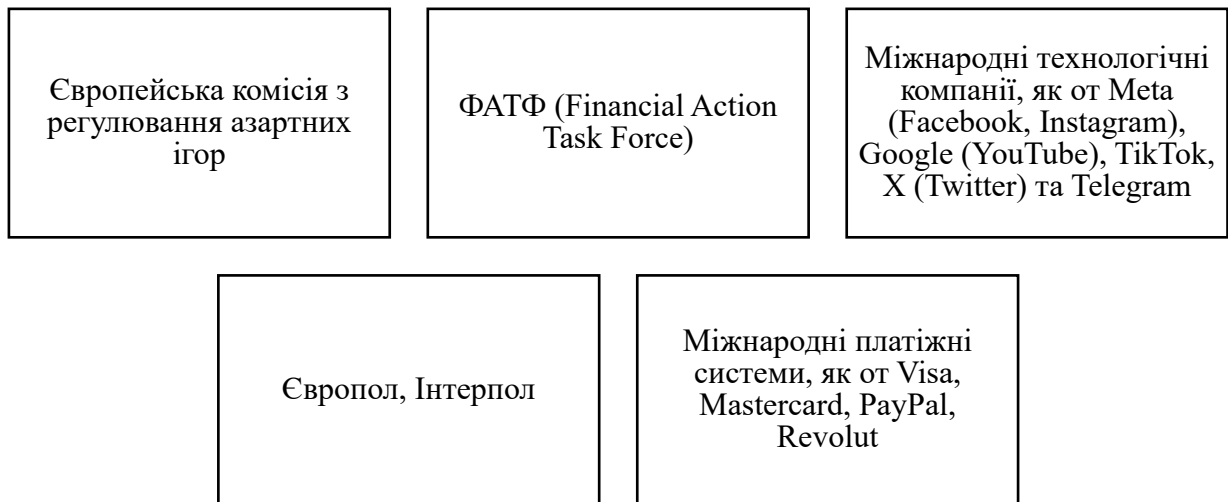 Європейська комісія з
регулювання азартних
ігор
ФАТФ (Financial Action
Task Force)
Міжнародні технологічні
компанії, як от Meta
(Facebook, Instagram),
Google (YouTube), TikTok,
X (Twitter) та Telegram
Європол, Інтерпол
Міжнародні платіжні
системи, як от Visa,
Mastercard, PayPal,
Revolut